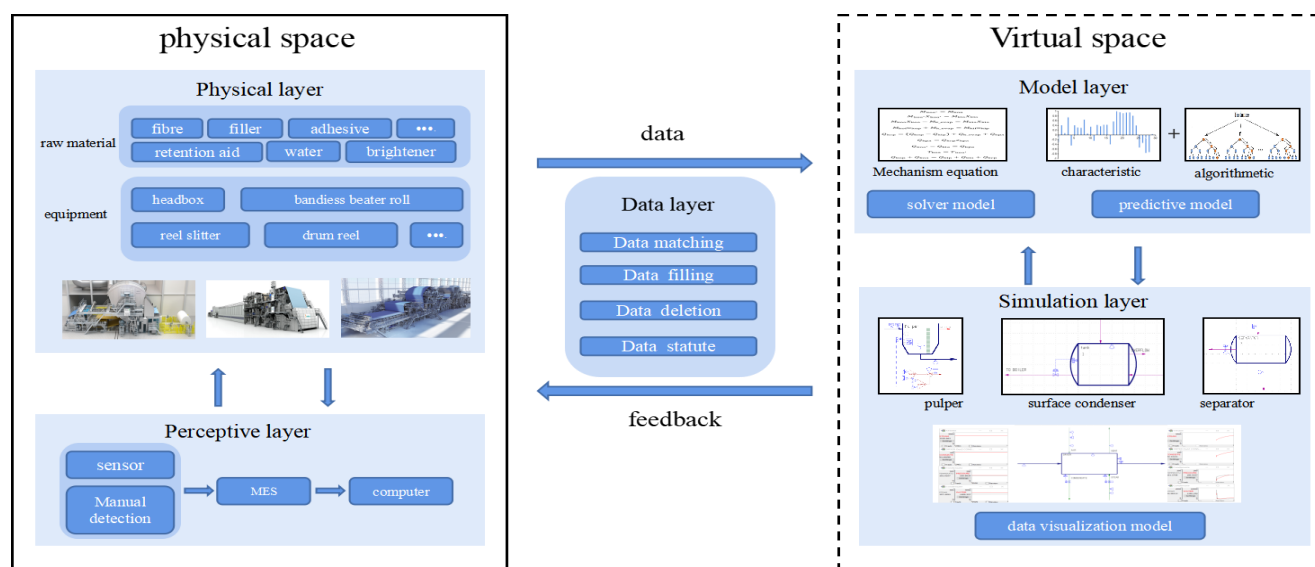 physical space
Physical layer
raw material
fibre
filler
adhesive
•••.
retention aid
water
brightener
equipment
headbox
bandiess beater roll
reel slitter
drum reel
•••.
Perceptive layer
sensor
Manual
detection
MES
computer
data
Data layer
Data matching
Data filling
Data deletion
Data statute
feedback
Virtual space
Model layer
Mechanism equation
characteristic
+
algorithmetic
solver model
predictive model
Simulation layer
pulper
surface condenser
separator
data visualization model